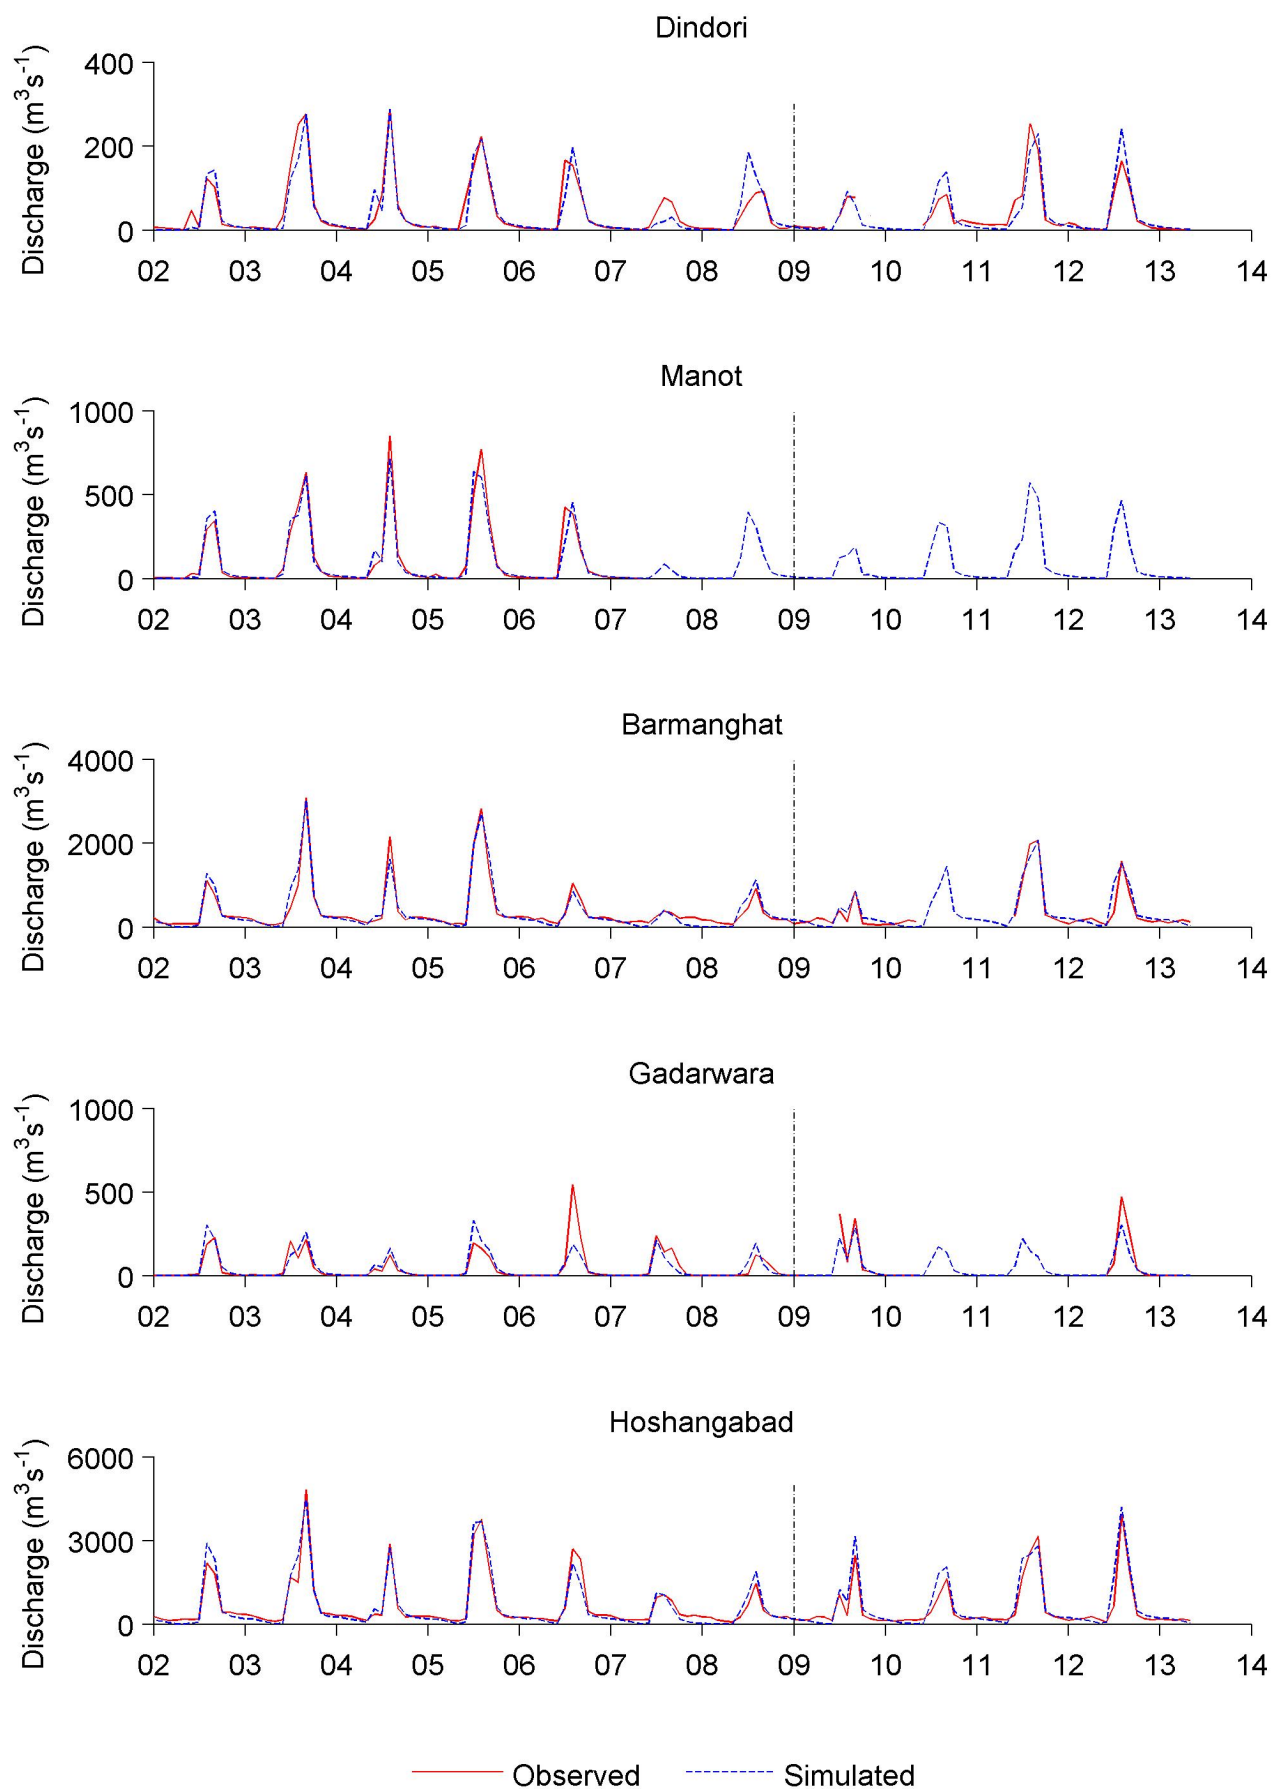 Dindori
Discharge (m³s⁻¹)
400
200
0
02 03 04 05 06 07 08 09 10 11 12 13 14
Manot
Discharge (m³s⁻¹)
1000
500
0
02 03 04 05 06 07 08 09 10 11 12 13 14
Barmanghat
Discharge (m³s⁻¹)
4000
2000
0
02 03 04 05 06 07 08 09 10 11 12 13 14
Gadarwara
Discharge (m³s⁻¹)
1000
500
0
02 03 04 05 06 07 08 09 10 11 12 13 14
Hoshangabad
Discharge (m³s⁻¹)
6000
3000
0
02 03 04 05 06 07 08 09 10 11 12 13 14
Observed Simulated